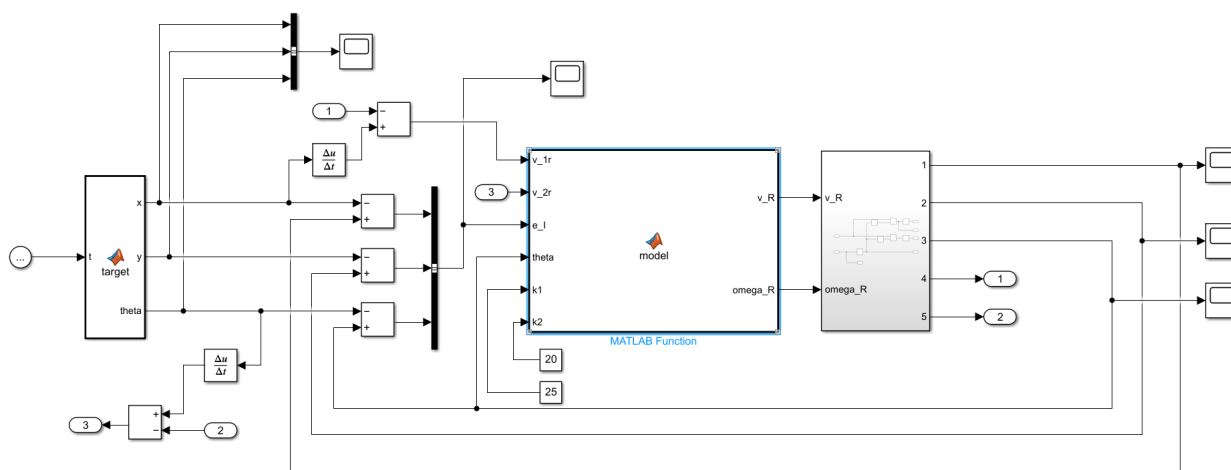 1
−
+
Δu
Δt
v_1r
3
v_2r
v_R
v_R
1
2
3
4
5
1
2
x
−
+
e_I
...
t
target
y
−
+
theta
model
theta
−
+
k1
omega_R
omega_R
k2
MATLAB Function
20
25
Δu
Δt
3
+
−
2